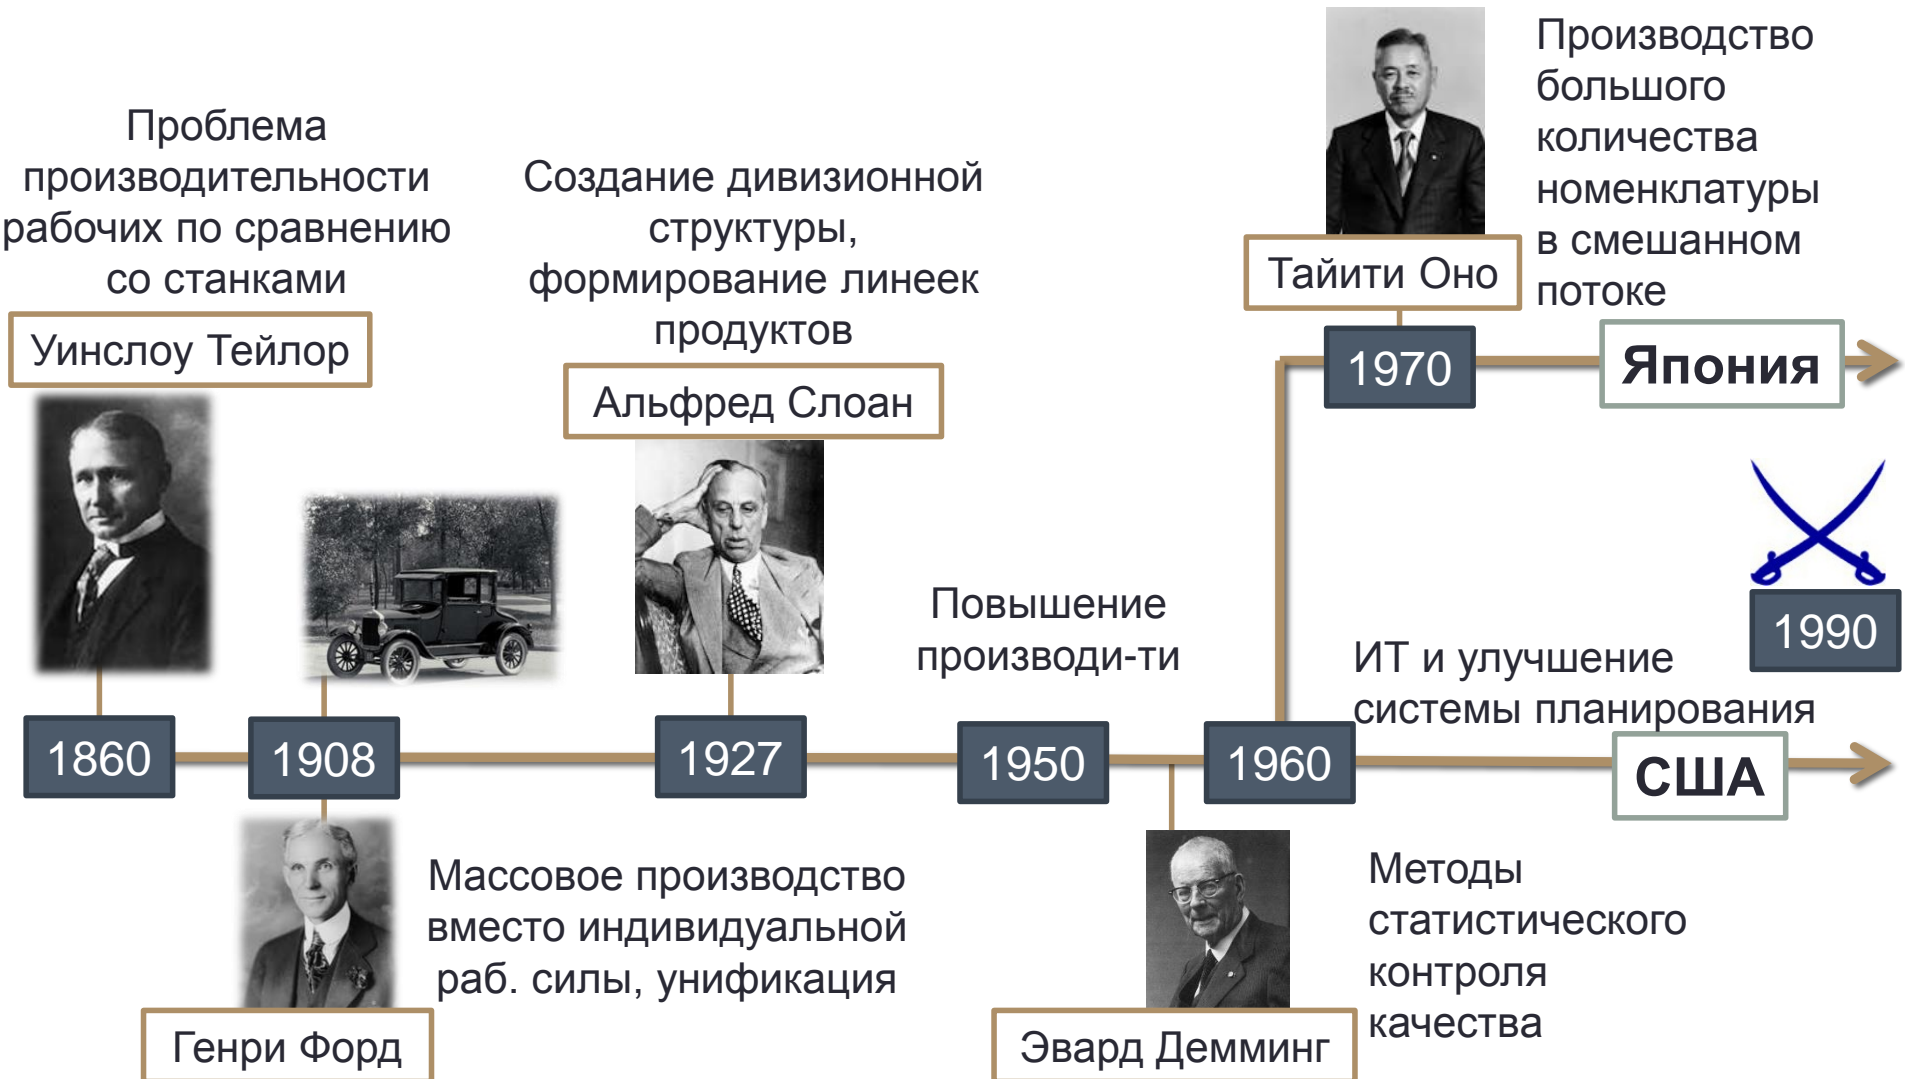 Проблема
производительности
рабочих по сравнению
со станками
Уинслоу Тейлор
Создание дивизионной
структуры,
формирование линеек
продуктов
Альфред Слоан
Производство
большого
количества
номенклатуры
в смешанном
потоке
Тайити Оно
1970
Япония
1990
Повышение
производи-ти
ИТ и улучшение
системы планирования
1860
1908
1927
1950
1960
США
Массовое производство
вместо индивидуальной
раб. силы, унификация
Генри Форд
Методы
статистического
контроля
качества
Эвард Демминг